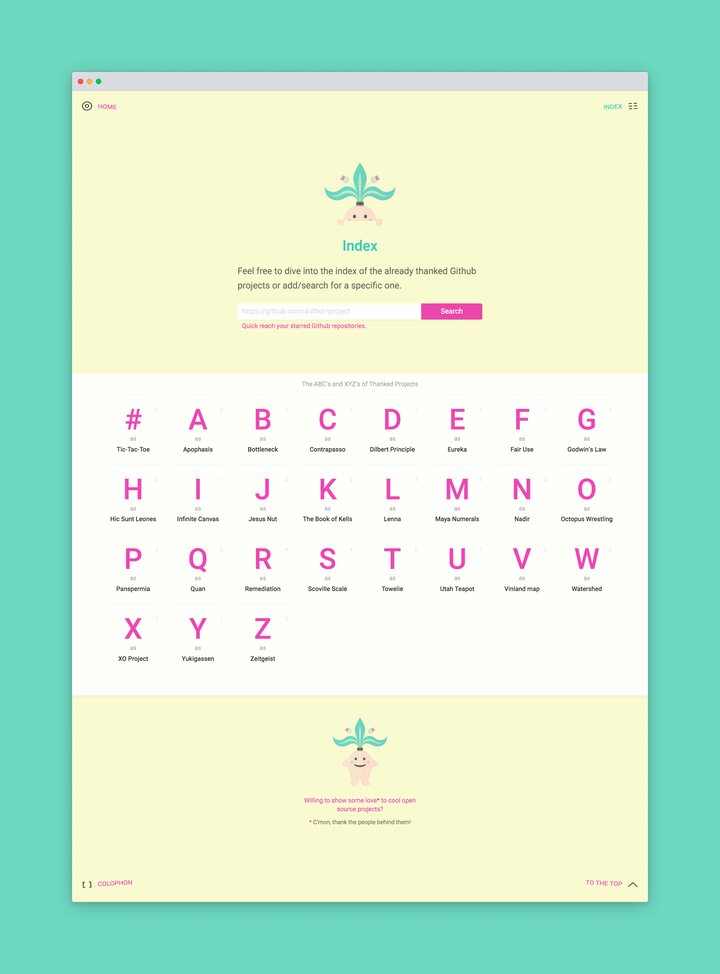 HOME
INDEX
Index
Feel free to dive into the index of the already thanked Github
projects or add/search for a specific one.
https://github.com/author/project
Search
Quick reach your starred Github repositories.
The ABC's and XYZ's of Thanked Projects
# A B C D E F G
as as as as as as as as
Tic-Tac-Toe Apophasis Bottleneck Contrapasso Dilbert Principle Eureka Fair Use Godwin's Law
H I J K L M N O
as as as as as as as as
Hic Sunt Leones Infinite Canvas Jesus Nut The Book of Kells Lenna Maya Numerals Nadir Octopus Wrestling
P Q R S T U V W
as as as as as as as as
Panspermia Quan Remediation Scoville Scale Towelie Utah Teapot Vinland map Watershed
X Y Z
as as as
XO Project Yukigassen Zeitgeist
Willing to show some love* to cool open
source projects?
* C'mon, thank the people behind them!
[ ] COLOPHON
TO THE TOP